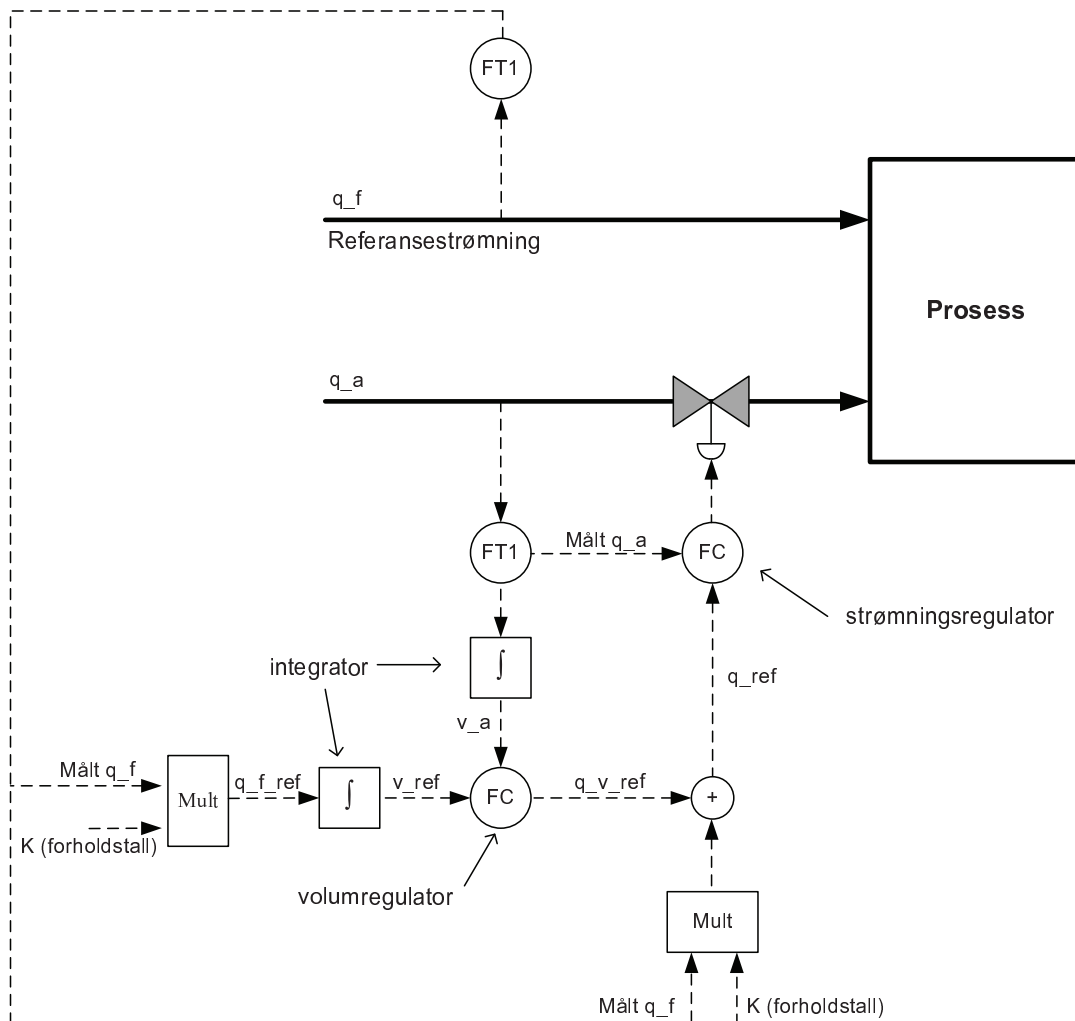 FT1
q_f
Referansestrømning
Prosess
q_a
FT1
Målt q_a
FC
strømningsregulator
integrator
∫
q_ref
v_a
Målt q_f
Mult
q_f_ref
∫
v_ref
FC
q_v_ref
+
K (forholdstall)
volumregulator
Mult
Målt q_f
K (forholdstall)